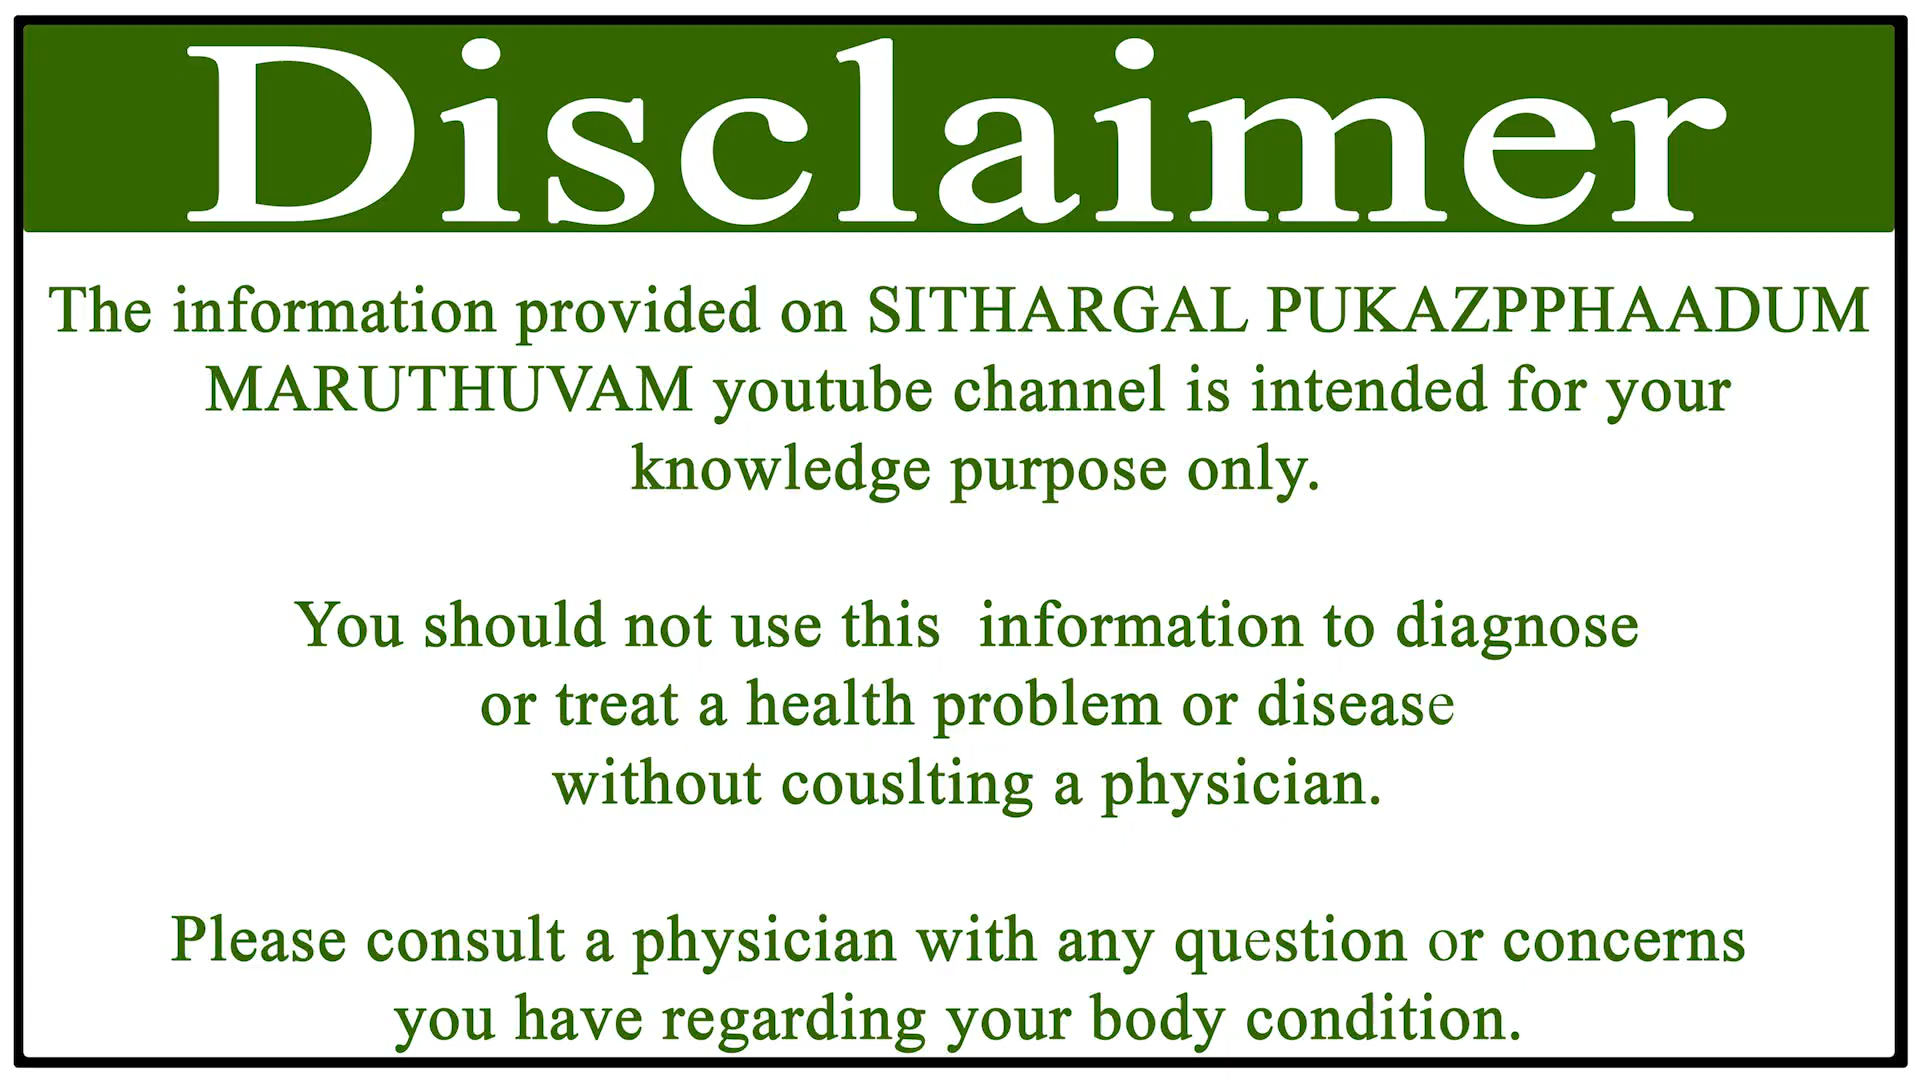 Disclaimer
The information provided on SITHARGAL PUKAZPPHAADUM
MARUTHUVAM youtube channel is intended for your
knowledge purpose only.
You should not use this  information to diagnose
or treat a health problem or disease
without couslting a physician.
Please consult a physician with any question or concerns
you have regarding your body condition.